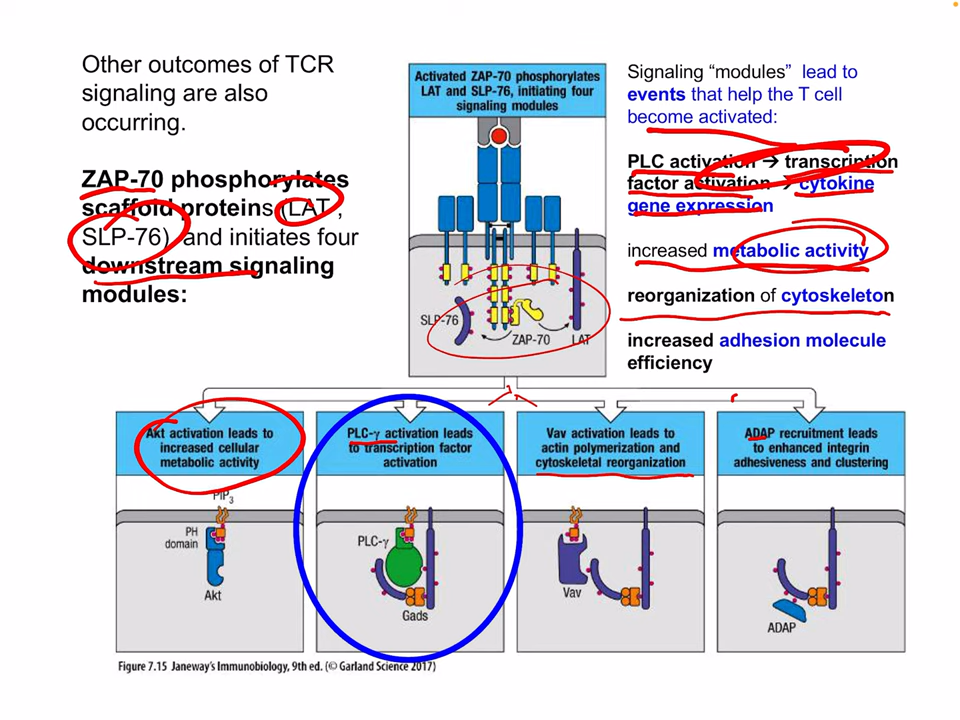 Other outcomes of TCR
signaling are also
occurring.
ZAP-70 phosphorylates
scaffold proteins (LAT ,
SLP-76), and initiates four
downstream signaling
modules:
Activated ZAP-70 phosphorylates
LAT and SLP-76, initiating four
signaling modules
SLP-76
ZAP-70
LAT
Signaling “modules” lead to
events that help the T cell
become activated:
PLC activation → transcription
factor activation → cytokine
gene expression
increased metabolic activity
reorganization of cytoskeleton
increased adhesion molecule
efficiency
Akt activation leads to
increased cellular
metabolic activity
PIP3
PH
domain
Akt
PLC-γ activation leads
to transcription factor
activation
PLC-γ
Gads
Vav activation leads to
actin polymerization and
cytoskeletal reorganization
Vav
ADAP recruitment leads
to enhanced integrin
adhesiveness and clustering
ADAP
Figure 7.15 Janeway's Immunobiology, 9th ed. (© Garland Science 2017)